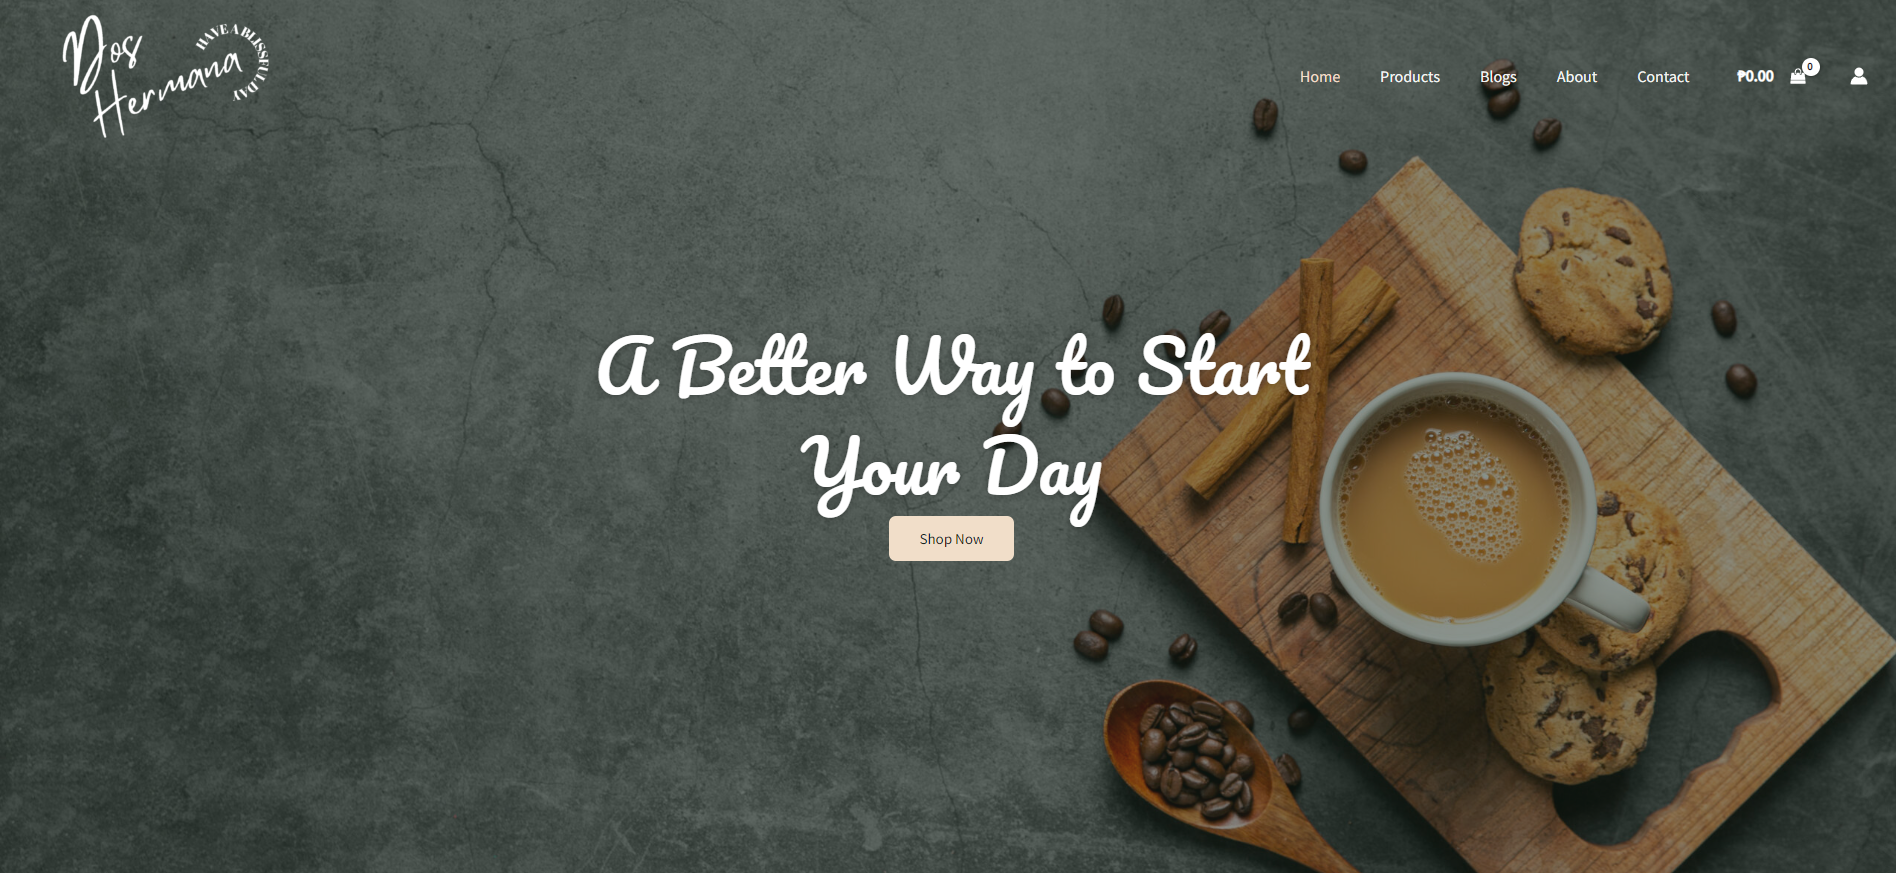 Dos
Hermana
HAVE A BLISSFUL DAY
Home
Products
Blogs
About
Contact
₱0.00
0
A Better Way to Start
Your Day
Shop Now